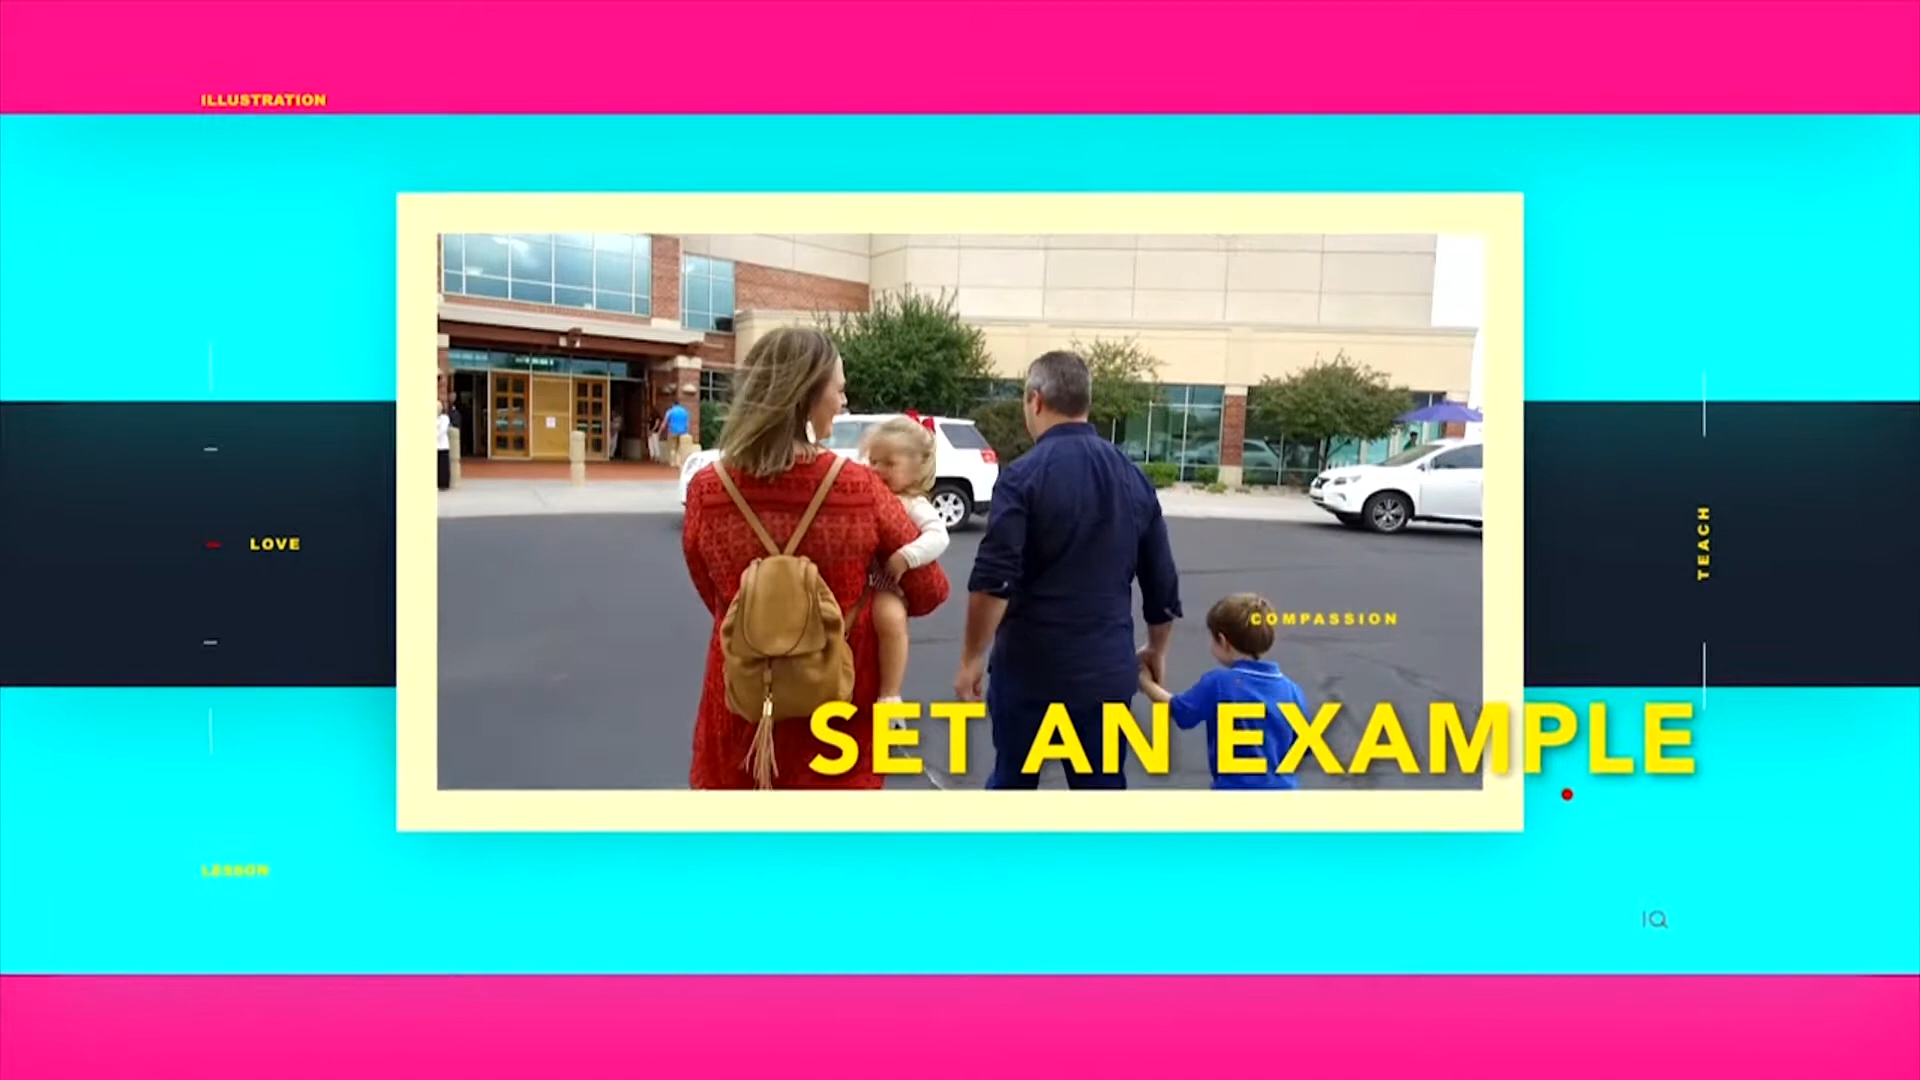 ILLUSTRATION
LOVE
TEACH
COMPASSION
SET AN EXAMPLE
LESSON
IQ